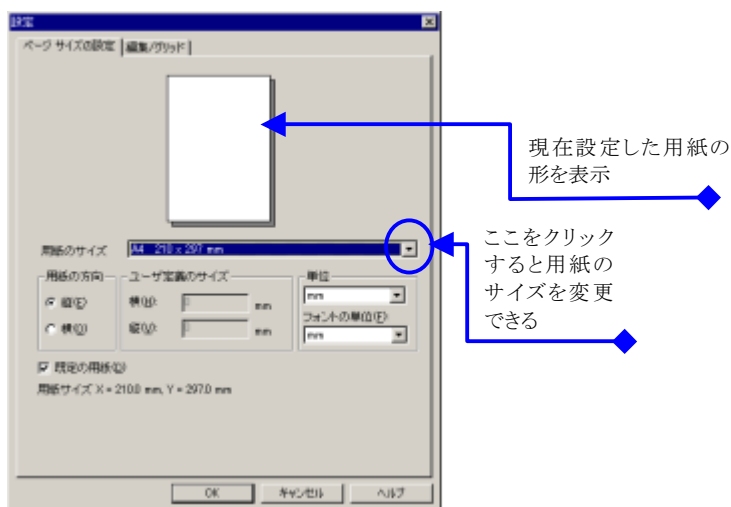 設定
ページ サイズの設定 編集/グリッド
現在設定した用紙の
形を表示
用紙のサイズ A4 210 x 297 mm
ここをクリック
すると用紙の
サイズを変更
できる
用紙の方向 ユーザ定義のサイズ 単位
縦(E) 横(W): mm mm
フォントの単位(F)
横(O) 縦(V): mm mm
既定の用紙(D)
用紙サイズ X = 210.0 mm, Y = 297.0 mm
OK キャンセル ヘルプ